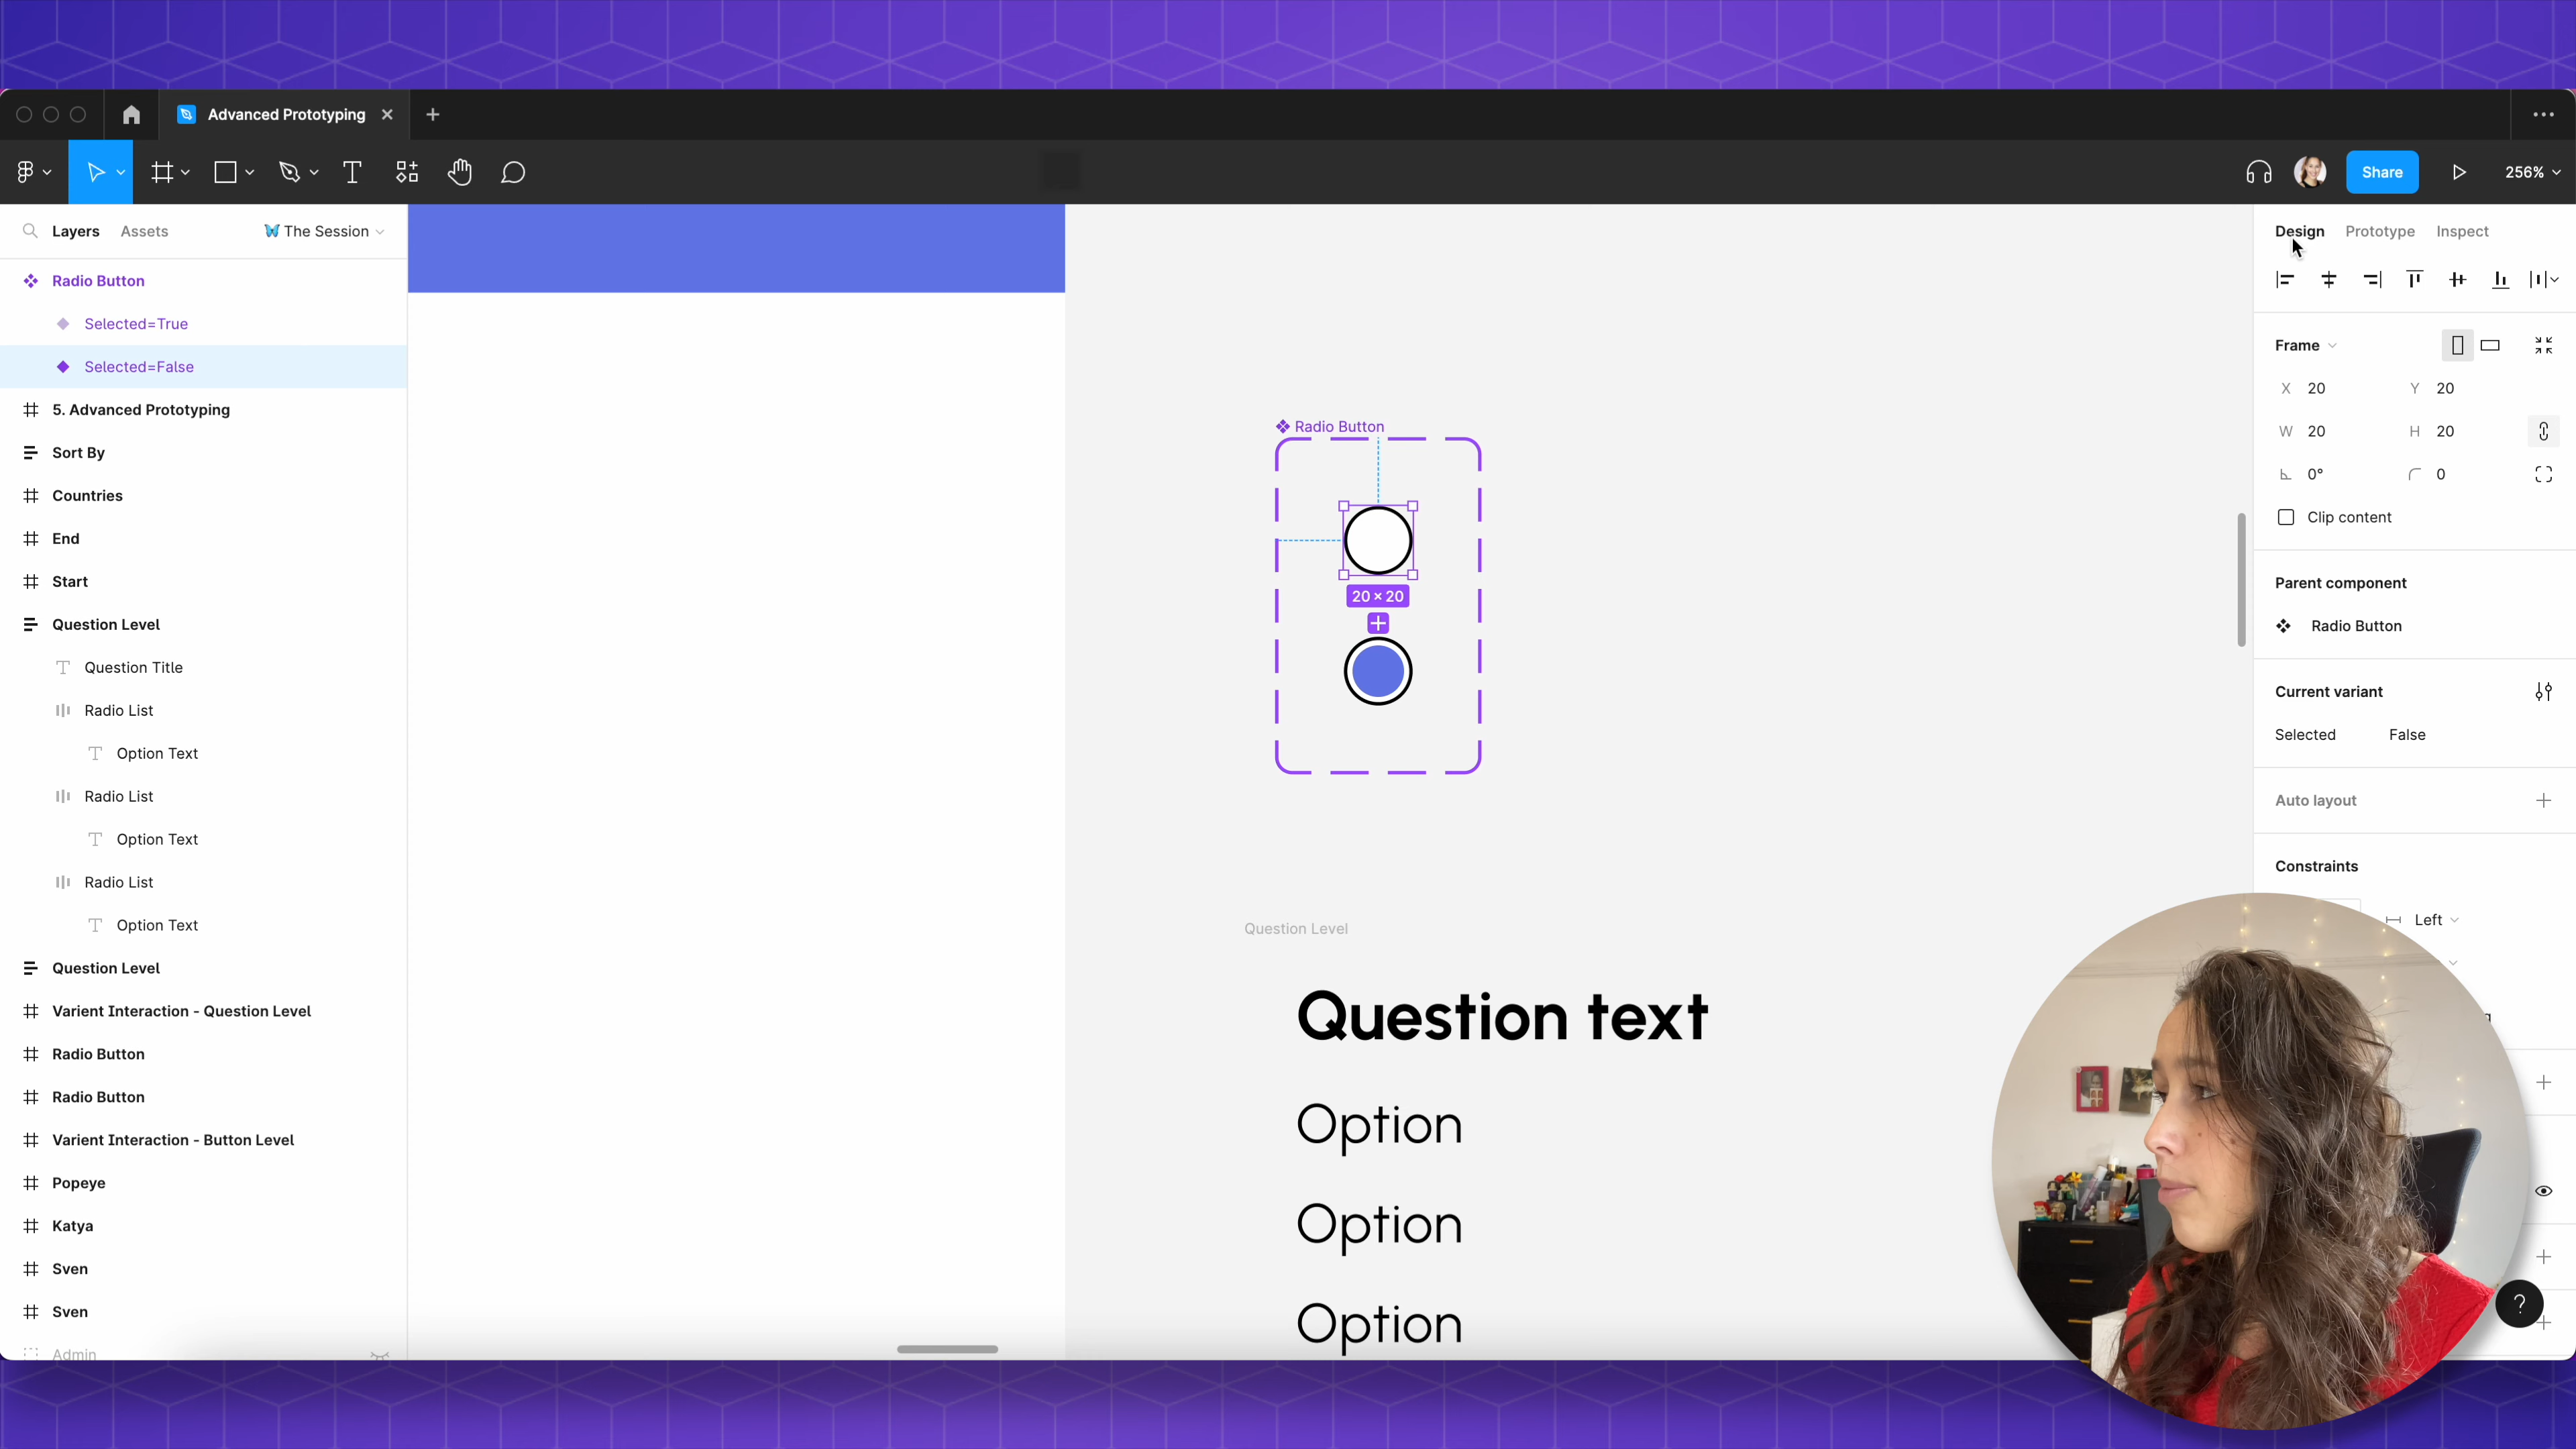 Advanced Prototyping
Share
256%
Layers
Assets
The Session
Design
Prototype
Inspect
Radio Button
Selected=True
Selected=False
5. Advanced Prototyping
Sort By
Countries
End
Start
Question Level
Question Title
Radio List
Option Text
Radio List
Option Text
Radio List
Option Text
Question Level
Varient Interaction - Question Level
Radio Button
Radio Button
Varient Interaction - Button Level
Popeye
Katya
Sven
Sven
Admin
Radio Button
20 × 20
Question Level
Question text
Option
Option
Option
Frame
X 20 Y 20
W 20 H 20
0° 0
Clip content
Parent component
Radio Button
Current variant
Selected False
Auto layout
Constraints
Left
?